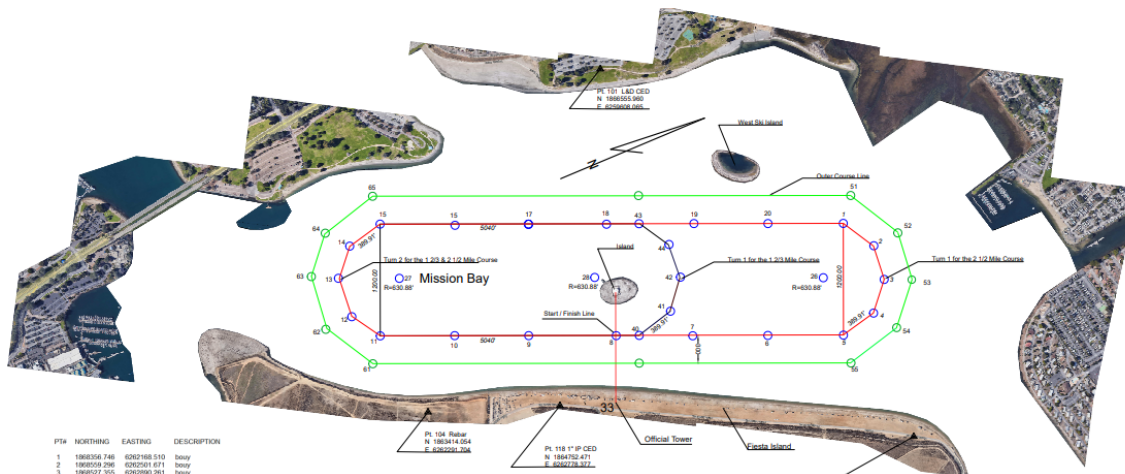 Pt. 101 L&D CED
N 1866555.960
E 6259608.065
West Ski Island
N
Outer Course Line
65
51
15
15
17
18
43
19
20
1
5040'
64
52
14
389.91'
44
2
Island
Turn 2 for the 1 2/3 & 2 1/2 Mile Course
Turn 1 for the 1 2/3 Mile Course
Turn 1 for the 2 1/2 Mile Course
63
13
1200.00
27
Mission Bay
28
42
26
1200.00
3
53
R=630.88'
R=630.88'
R=630.88'
Start / Finish Line
41
4
62
12
389.91'
389.91'
54
11
10
9
8
40
7
6
5
5040'
61
55
33
Pt. 104 Rebar
N 1863414.054
E 6262291.704
Pt. 118 1" IP CED
N 1864752.471
E 6262778.377
Official Tower
Fiesta Island
PT# NORTHING EASTING DESCRIPTION
1 1868356.746 6262168.510 bouy
2 1868559.296 6262501.671 bouy
3 1868527.355 6262890.261 bouy